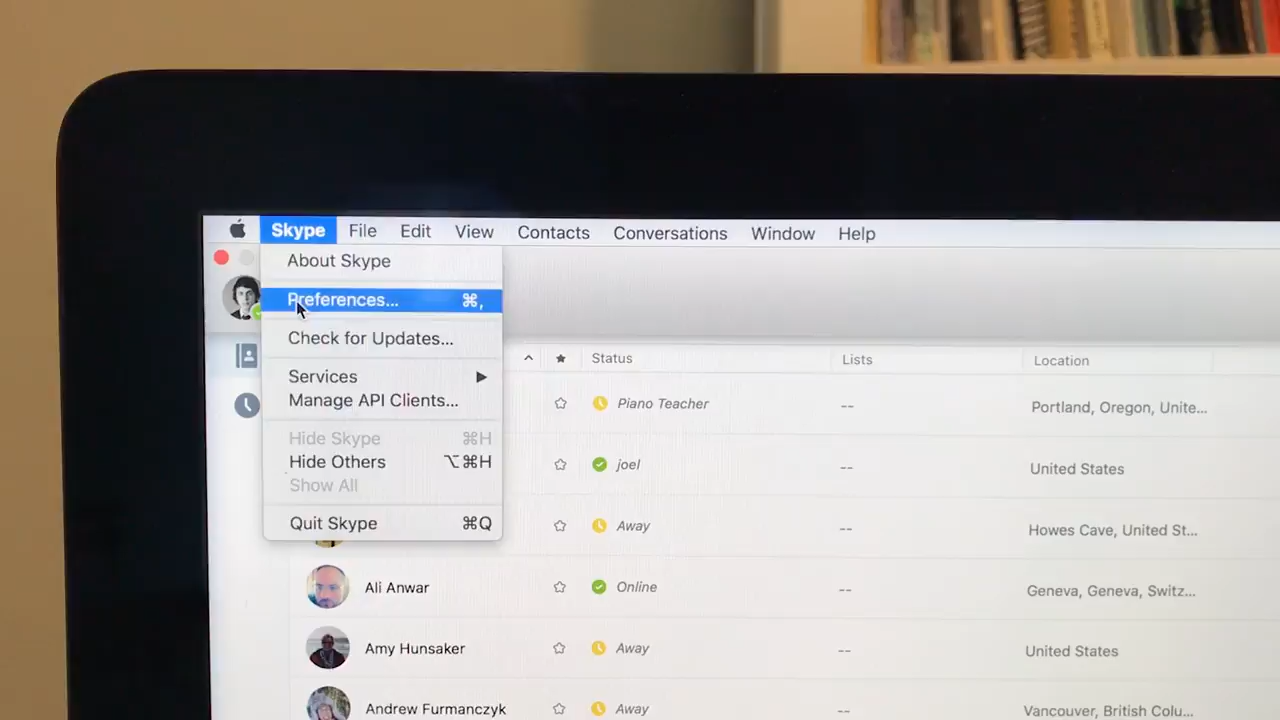 Skype File Edit View Contacts Conversations Window Help
About Skype
Preferences... ⌘,
Check for Updates...
Services ▶
Manage API Clients...
Hide Skype ⌘H
Hide Others ⌥⌘H
Show All
Quit Skype ⌘Q
Status Lists Location
Piano Teacher -- Portland, Oregon, Unite...
joel -- United States
Away -- Howes Cave, United St...
Ali Anwar Online -- Geneva, Geneva, Switz...
Amy Hunsaker Away -- United States
Andrew Furmanczyk Away -- Vancouver, British Colu...